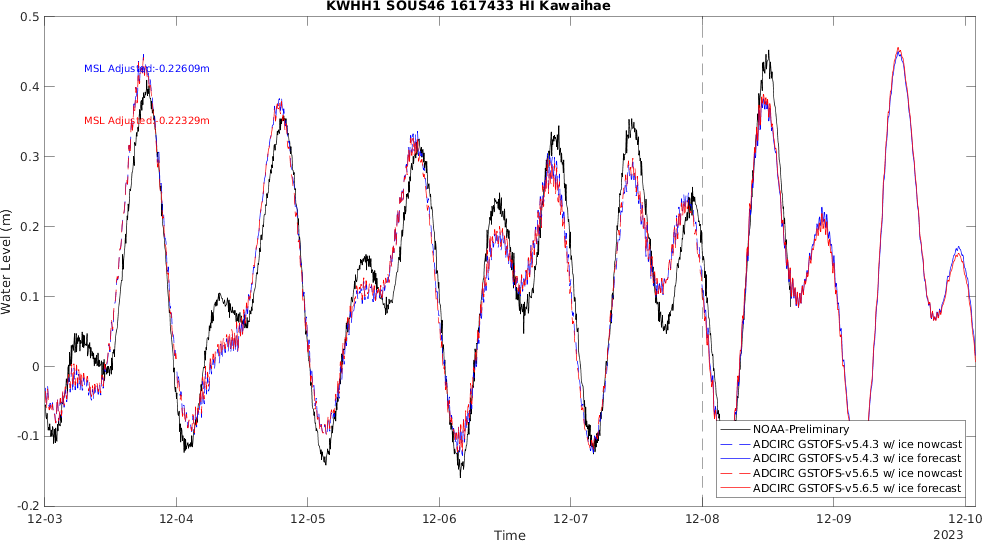 KWHH1 SOUS46 1617433 HI Kawaihae
0.5
0.4
0.3
0.2
0.1
0
-0.1
-0.2
Water Level (m)
MSL Adjusted:-0.22609m
MSL Adjusted:-0.22329m
NOAA-Preliminary
ADCIRC GSTOFS-v5.4.3 w/ ice nowcast
ADCIRC GSTOFS-v5.4.3 w/ ice forecast
ADCIRC GSTOFS-v5.6.5 w/ ice nowcast
ADCIRC GSTOFS-v5.6.5 w/ ice forecast
12-03 12-04 12-05 12-06 12-07 12-08 12-09 12-10
Time
2023